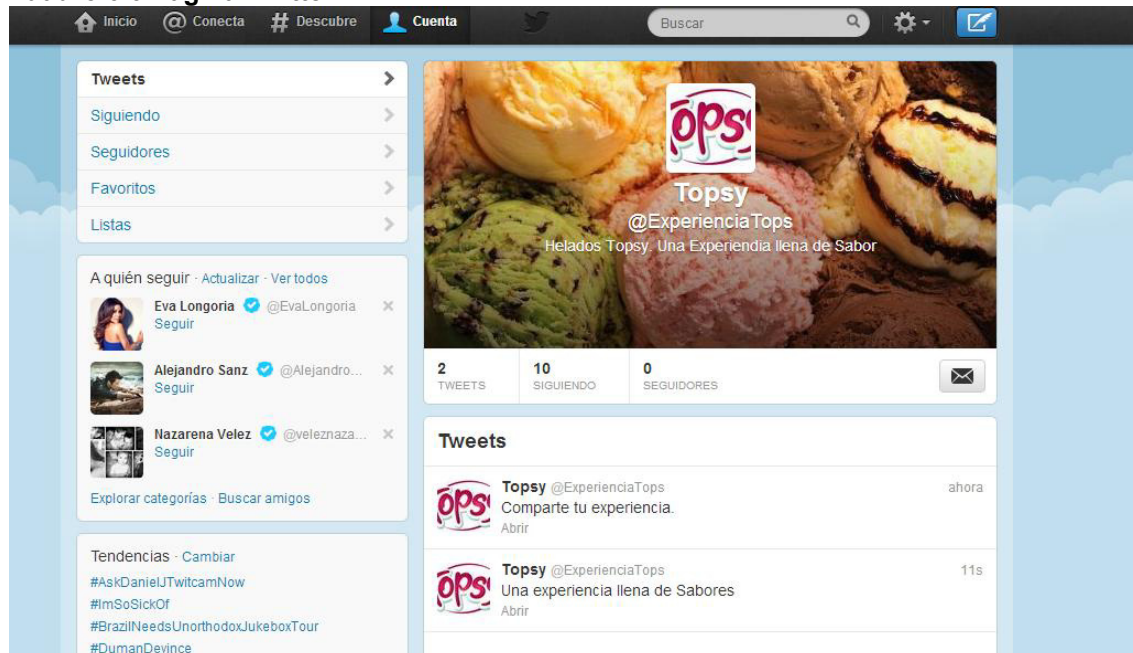 Inicio Conecta Descubre Cuenta Buscar
Tweets
Siguiendo
Seguidores
Favoritos
Listas
A quién seguir · Actualizar · Ver todos
Eva Longoria @EvaLongoria
Seguir
Alejandro Sanz @Alejandro...
Seguir
Nazarena Velez @veleznaza...
Seguir
Explorar categorías · Buscar amigos
Tendencias · Cambiar
#AskDanielJTwitcamNow
#ImSoSickOf
#BrazilNeedsUnorthodoxJukeboxTour
#DumanDevince
Topsy
@ExperienciaTops
Helados Topsy. Una Experiendia llena de Sabor
2 10 0
TWEETS SIGUIENDO SEGUIDORES
Tweets
Topsy @ExperienciaTops ahora
Comparte tu experiencia.
Abrir
Topsy @ExperienciaTops 11s
Una experiencia llena de Sabores
Abrir